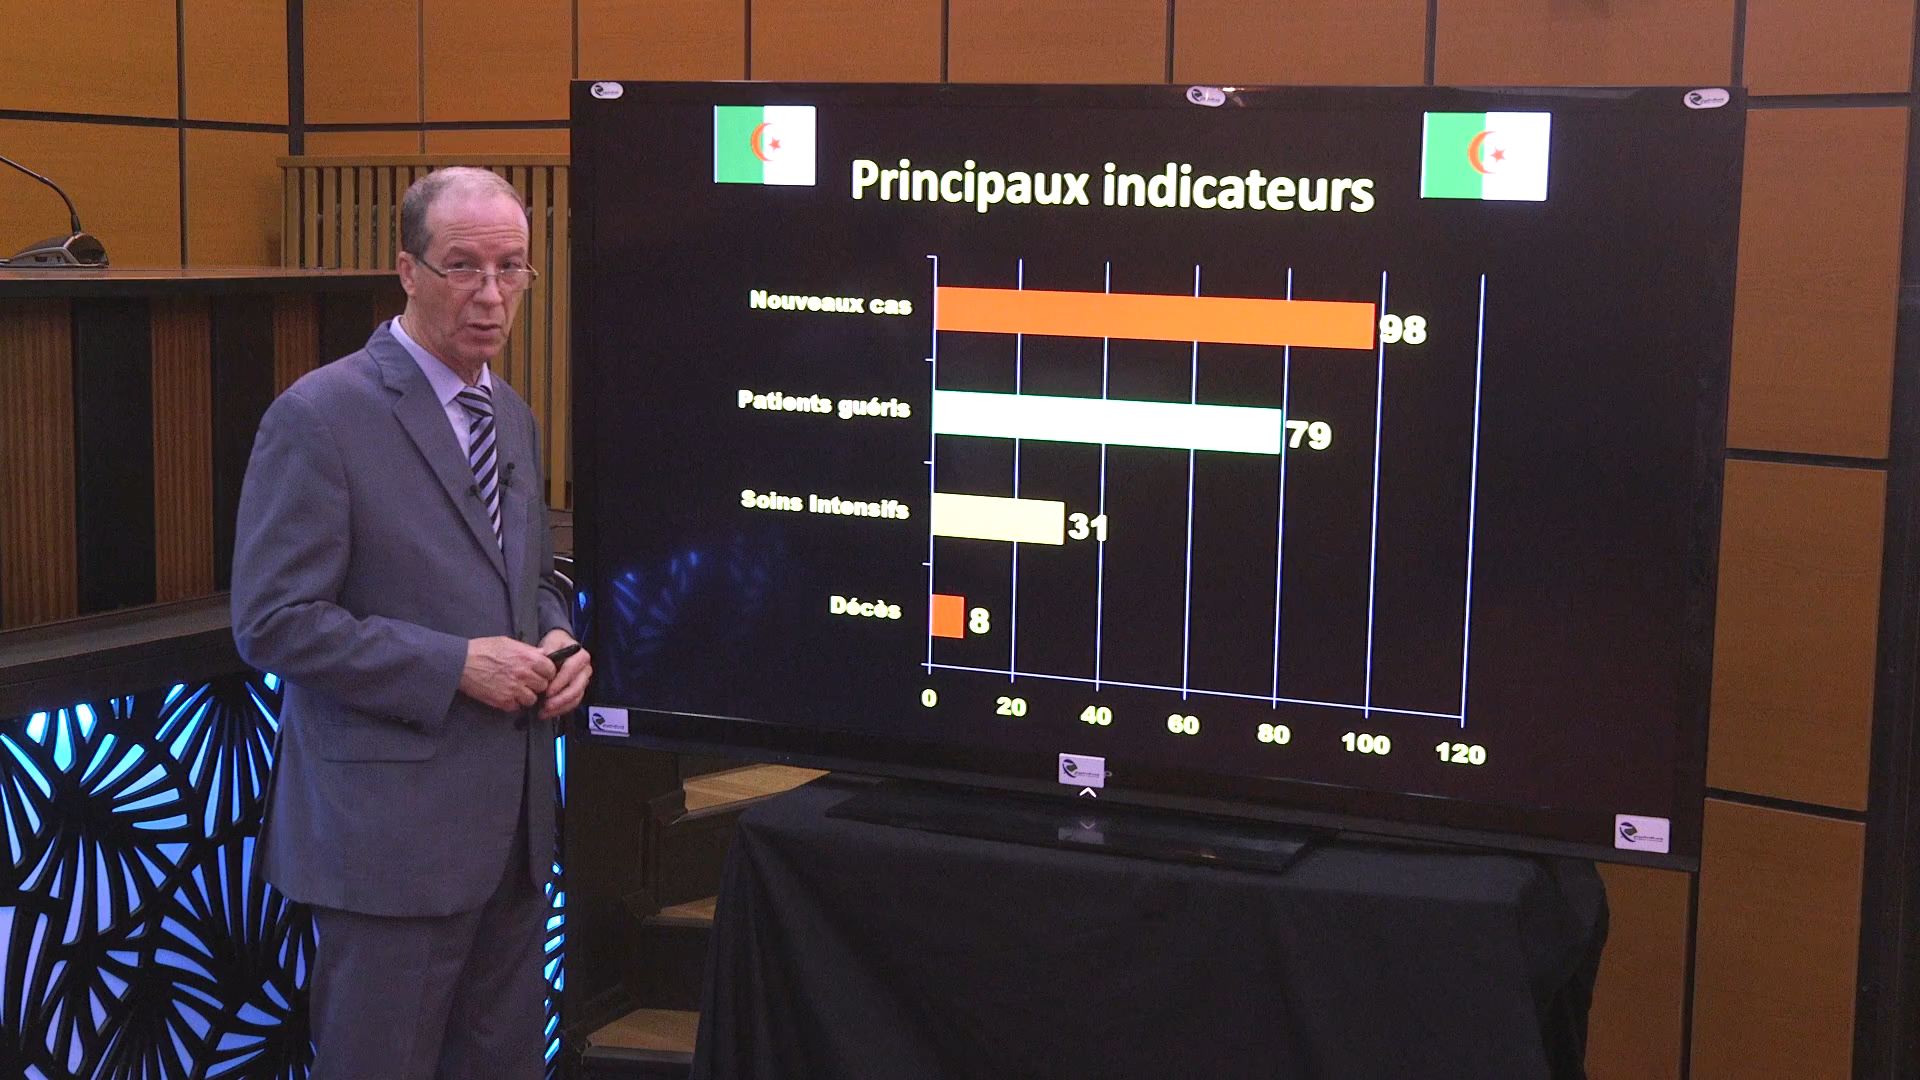 Principaux indicateurs
Nouveaux cas
98
Patients guéris
79
Soins Intensifs
31
Décès
8
0 20 40 60 80 100 120